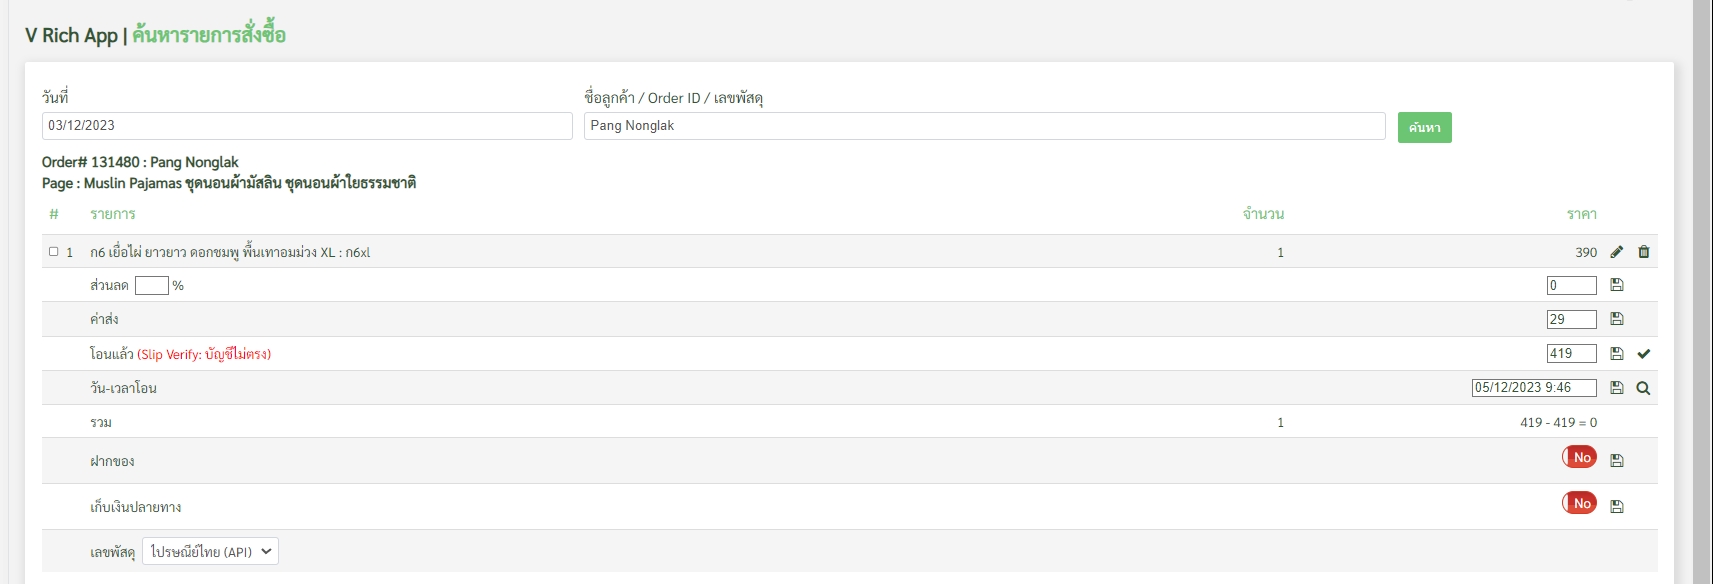 V Rich App | ค้นหารายการสั่งซื้อ
วันที่ ชื่อลูกค้า / Order ID / เลขพัสดุ
03/12/2023 Pang Nonglak ค้นหา
Order# 131480 : Pang Nonglak
Page : Muslin Pajamas ชุดนอนผ้ามัสลิน ชุดนอนผ้าใยธรรมชาติ
# รายการ จำนวน ราคา
1 ก6 เยื่อไผ่ ยาวยาว ดอกชมพู พื้นเทาอมม่วง XL : ก6xl 1 390
ส่วนลด % 0
ค่าส่ง 29
โอนแล้ว (Slip Verify: บัญชีไม่ตรง) 419
วัน-เวลาโอน 05/12/2023 9:46
รวม 1 419 - 419 = 0
ฝากของ No
เก็บเงินปลายทาง No
เลขพัสดุ ไปรษณีย์ไทย (API)